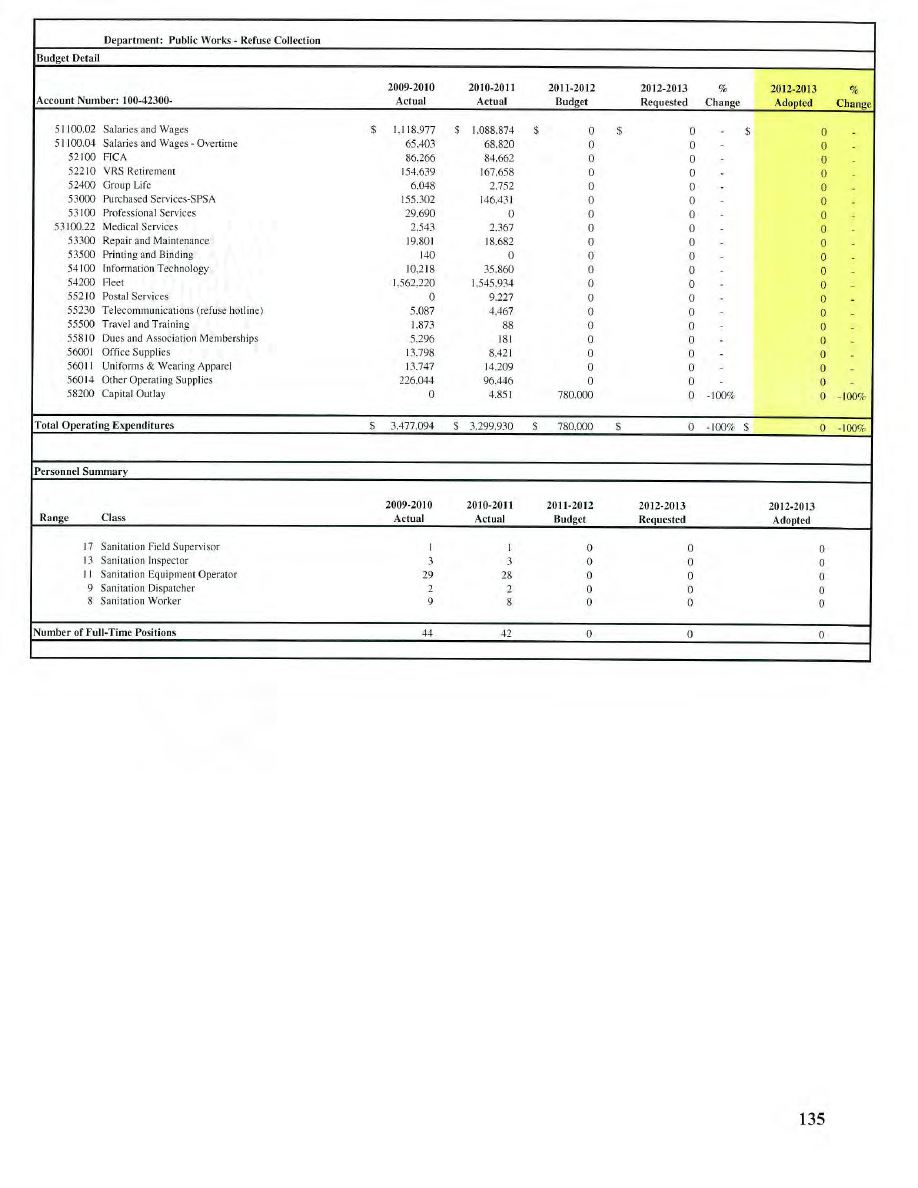 Department: Public Works - Refuse Collection
Budget Detail
2009-2010 2010-2011 2011-2012 2012-2013 % 2012-2013 %
Account Number: 100-42300- Actual Actual Budget Requested Change Adopted Change
51100.02 Salaries and Wages $ 1,118,977 $ 1,088,874 $ 0 $ 0 - $ 0 -
51100.04 Salaries and Wages - Overtime 65,403 68,820 0 0 - 0 -
52100 FICA 86,266 84,662 0 0 - 0 -
52210 VRS Retirement 154,639 167,658 0 0 - 0 -
52400 Group Life 6,048 2,752 0 0 - 0 -
53000 Purchased Services-SPSA 155,302 146,431 0 0 - 0 -
53100 Professional Services 29,690 0 0 0 - 0 -
53100.22 Medical Services 2,543 2,367 0 0 - 0 -
53300 Repair and Maintenance 19,801 18,682 0 0 - 0 -
53500 Printing and Binding 140 0 0 0 - 0 -
54100 Information Technology 10,218 35,860 0 0 - 0 -
54200 Fleet 1,562,220 1,545,934 0 0 - 0 -
55210 Postal Services 0 9,227 0 0 - 0 -
55230 Telecommunications (refuse hotline) 5,087 4,467 0 0 - 0 -
55500 Travel and Training 1,873 88 0 0 - 0 -
55810 Dues and Association Memberships 5,296 181 0 0 - 0 -
56001 Office Supplies 13,798 8,421 0 0 - 0 -
56011 Uniforms & Wearing Apparel 13,747 14,209 0 0 - 0 -
56014 Other Operating Supplies 226,044 96,446 0 0 - 0 -
58200 Capital Outlay 0 4,851 780,000 0 -100% 0 -100%
Total Operating Expenditures $ 3,477,094 $ 3,299,930 $ 780,000 $ 0 -100% $ 0 -100%
Personnel Summary
2009-2010 2010-2011 2011-2012 2012-2013 2012-2013
Range Class Actual Actual Budget Requested Adopted
17 Sanitation Field Supervisor 1 1 0 0 0
13 Sanitation Inspector 3 3 0 0 0
11 Sanitation Equipment Operator 29 28 0 0 0
9 Sanitation Dispatcher 2 2 0 0 0
8 Sanitation Worker 9 8 0 0 0
Number of Full-Time Positions 44 42 0 0 0
135